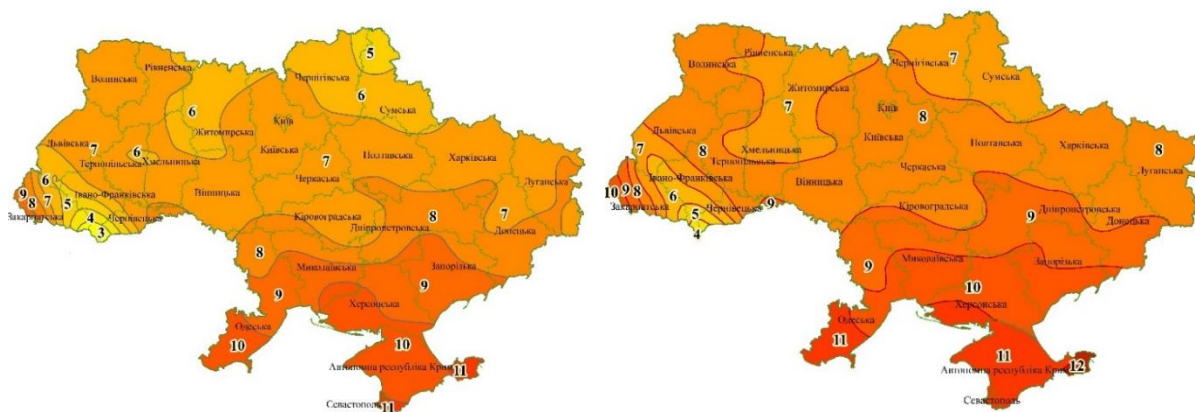 5
Чернігівська
Рівненська
Волинська
6
6
Сумська
Житомирська
Київ
Львівська
7
6
Тернопільська
Хмельницька
Київська
7
Полтавська
Харківська
Луганська
Черкаська
6
9
8
7
5
Івано-Франківська
Вінницька
Закарпатська
4
Чернівецька
3
Кіровоградська
8
7
Дніпропетровська
Донецька
8
Миколаївська
Запорізька
9
9
Херсонська
Одеська
10
10
Автономна республіка Крим
11
Севастополь
11
Рівненська
Чернігівська
7
Волинська
Сумська
Житомирська
7
Київ
8
Львівська
7
8
Хмельницька
Київська
Полтавська
Харківська
8
Тернопільська
Черкаська
Луганська
10
9
8
Івано-Франківська
Вінницька
6
Закарпатська
5
Чернівецька
9
4
Кіровоградська
9
Дніпропетровська
Донецька
9
Миколаївська
Запорізька
10
Херсонська
Одеська
11
11
12
Автономна республіка Крим
Севастополь